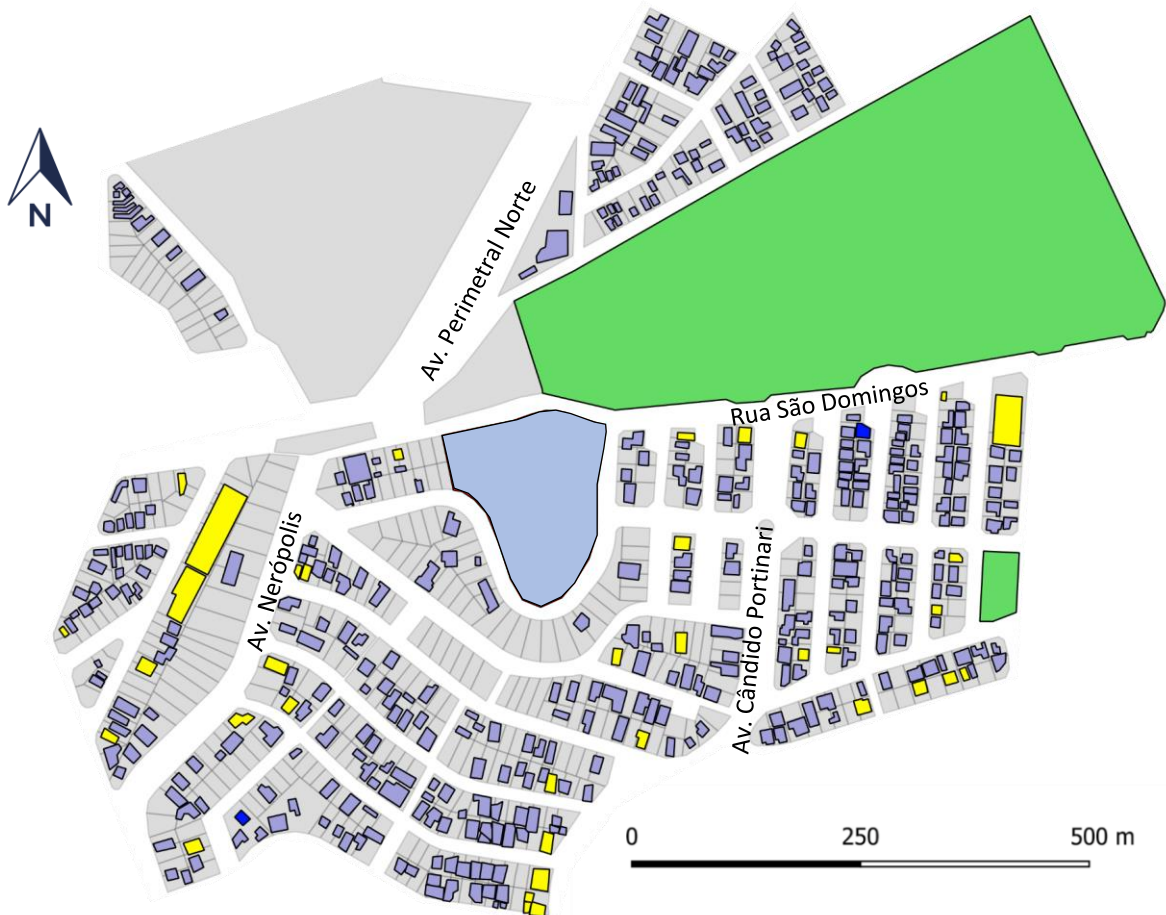 N
Av. Perimetral Norte
Rua São Domingos
Av. Nerópolis
Av. Cândido Portinari
0 250 500 m